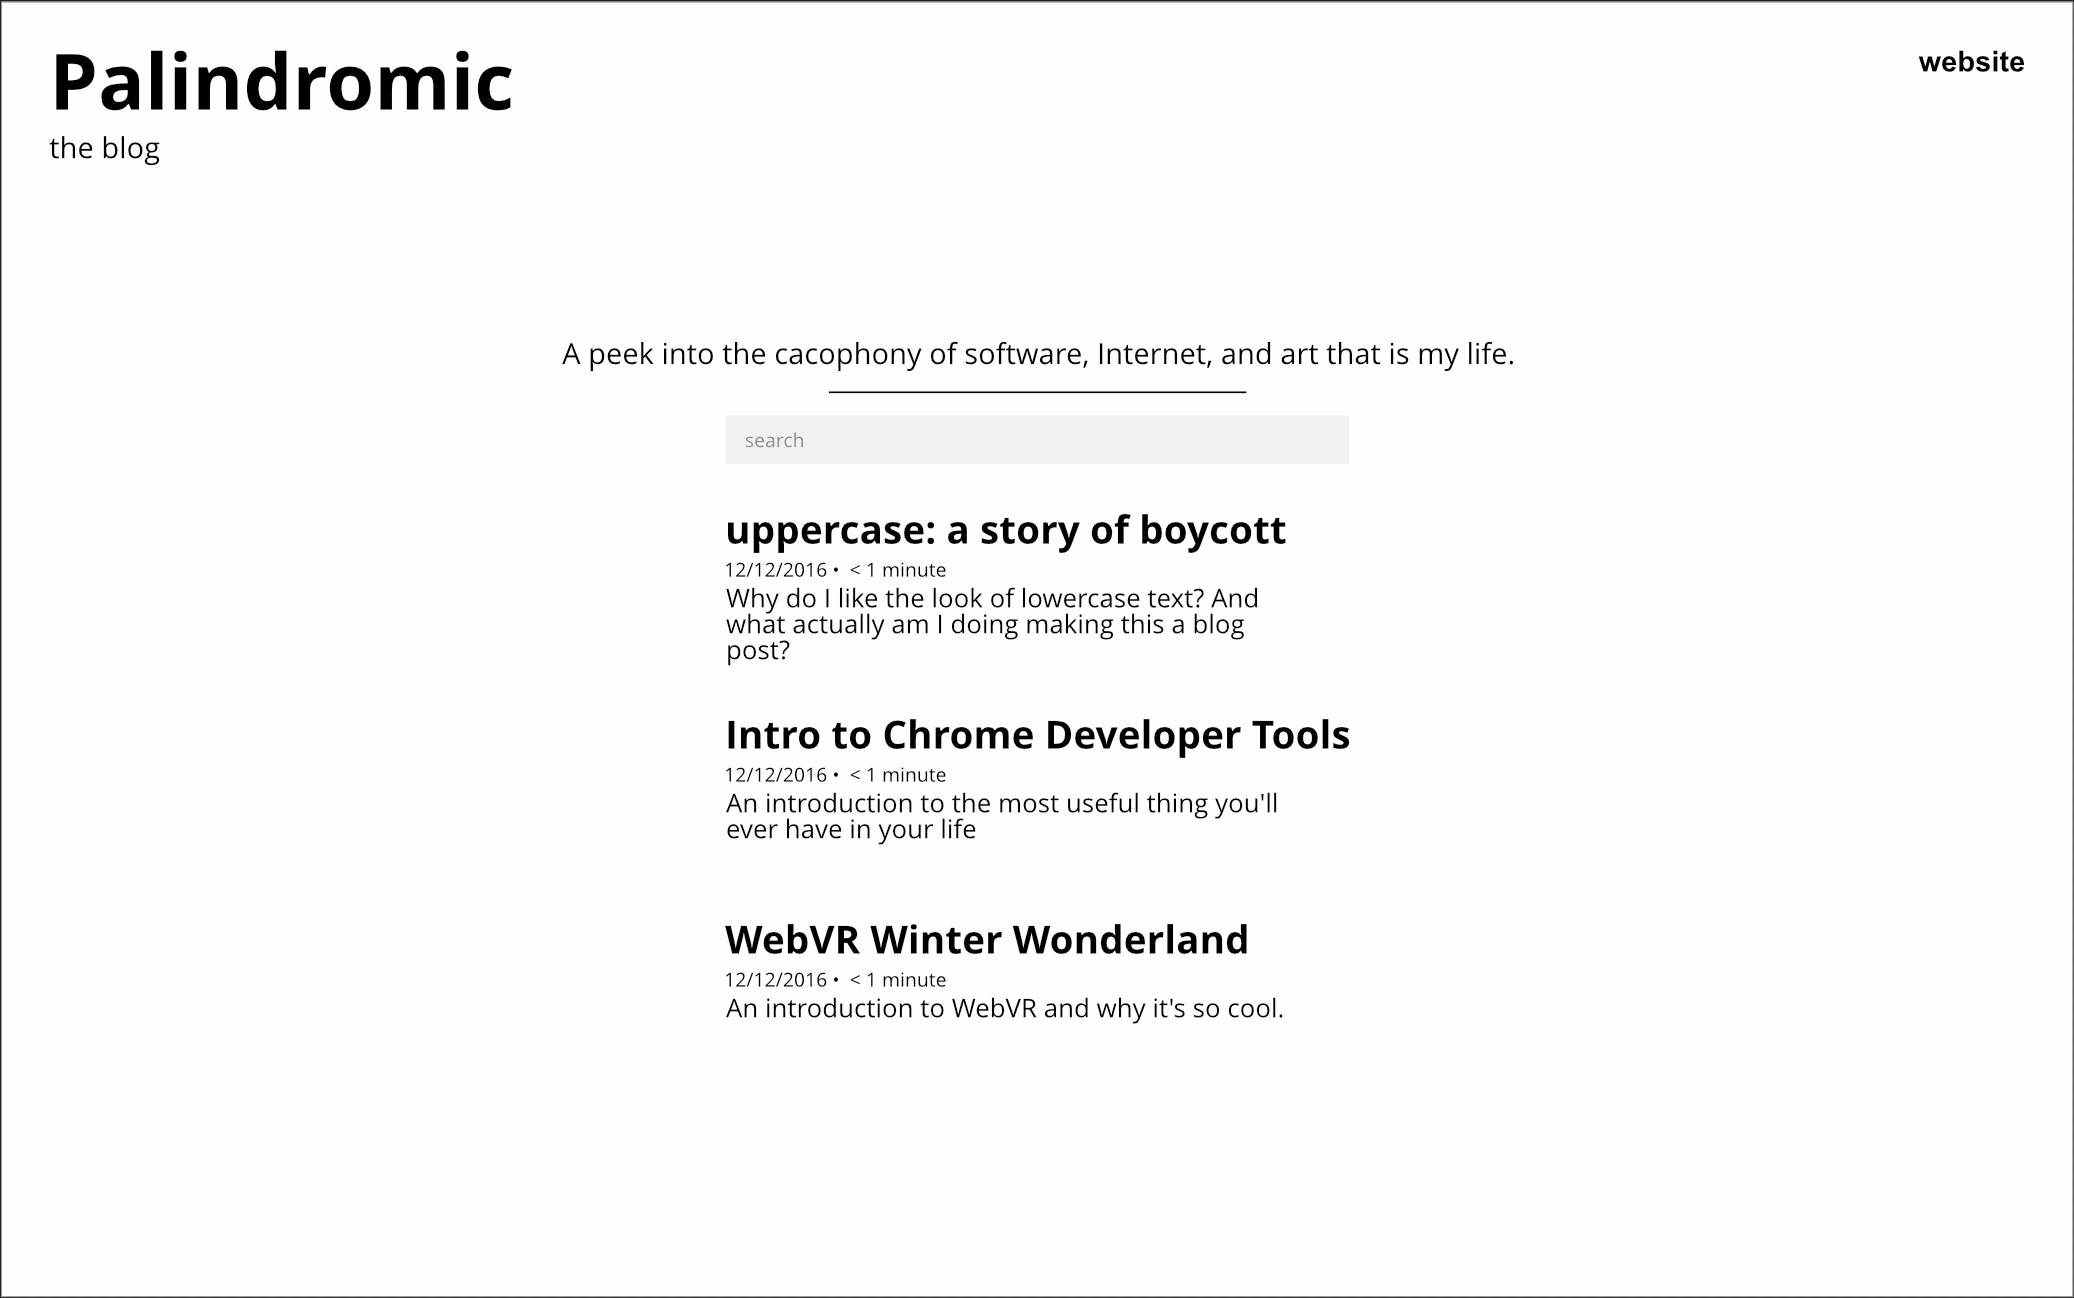 Palindromic
website
the blog
A peek into the cacophony of software, Internet, and art that is my life.
search
uppercase: a story of boycott
12/12/2016 • < 1 minute
Why do I like the look of lowercase text? And
what actually am I doing making this a blog
post?
Intro to Chrome Developer Tools
12/12/2016 • < 1 minute
An introduction to the most useful thing you'll
ever have in your life
WebVR Winter Wonderland
12/12/2016 • < 1 minute
An introduction to WebVR and why it's so cool.